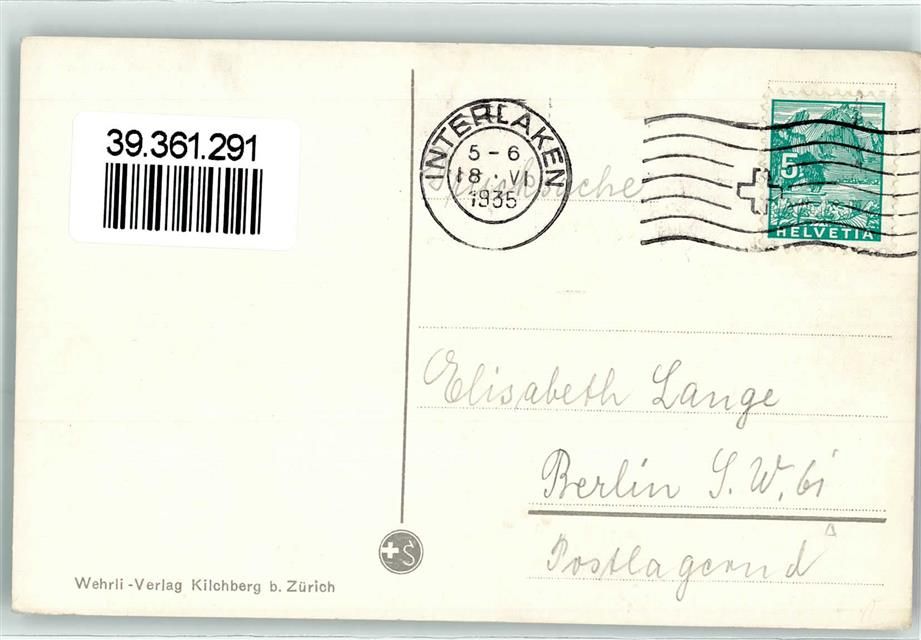 39.361.291
INTERLAKEN
5-6
18.VI
1935
Drucksache
5
HELVETIA
Elisabeth Lange
Berlin S.W. 61
Postlagernd
S
Wehrli-Verlag Kilchberg b. Zürich